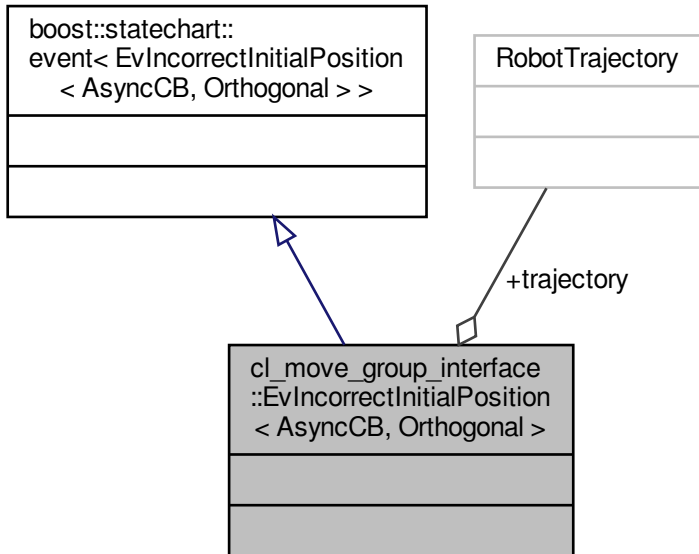 boost::statechart::
event< EvIncorrectInitialPosition
< AsyncCB, Orthogonal > >
RobotTrajectory
+trajectory
cl_move_group_interface
::EvIncorrectInitialPosition
< AsyncCB, Orthogonal >